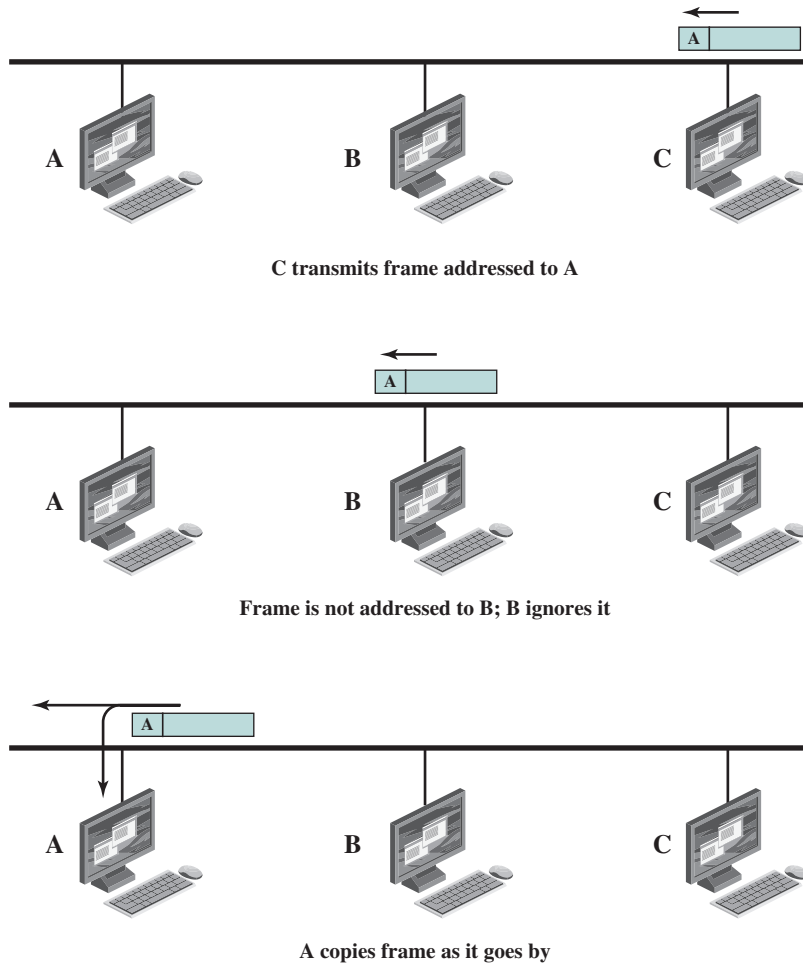 A
A B C
C transmits frame addressed to A
A
A B C
Frame is not addressed to B; B ignores it
A
A B C
A copies frame as it goes by